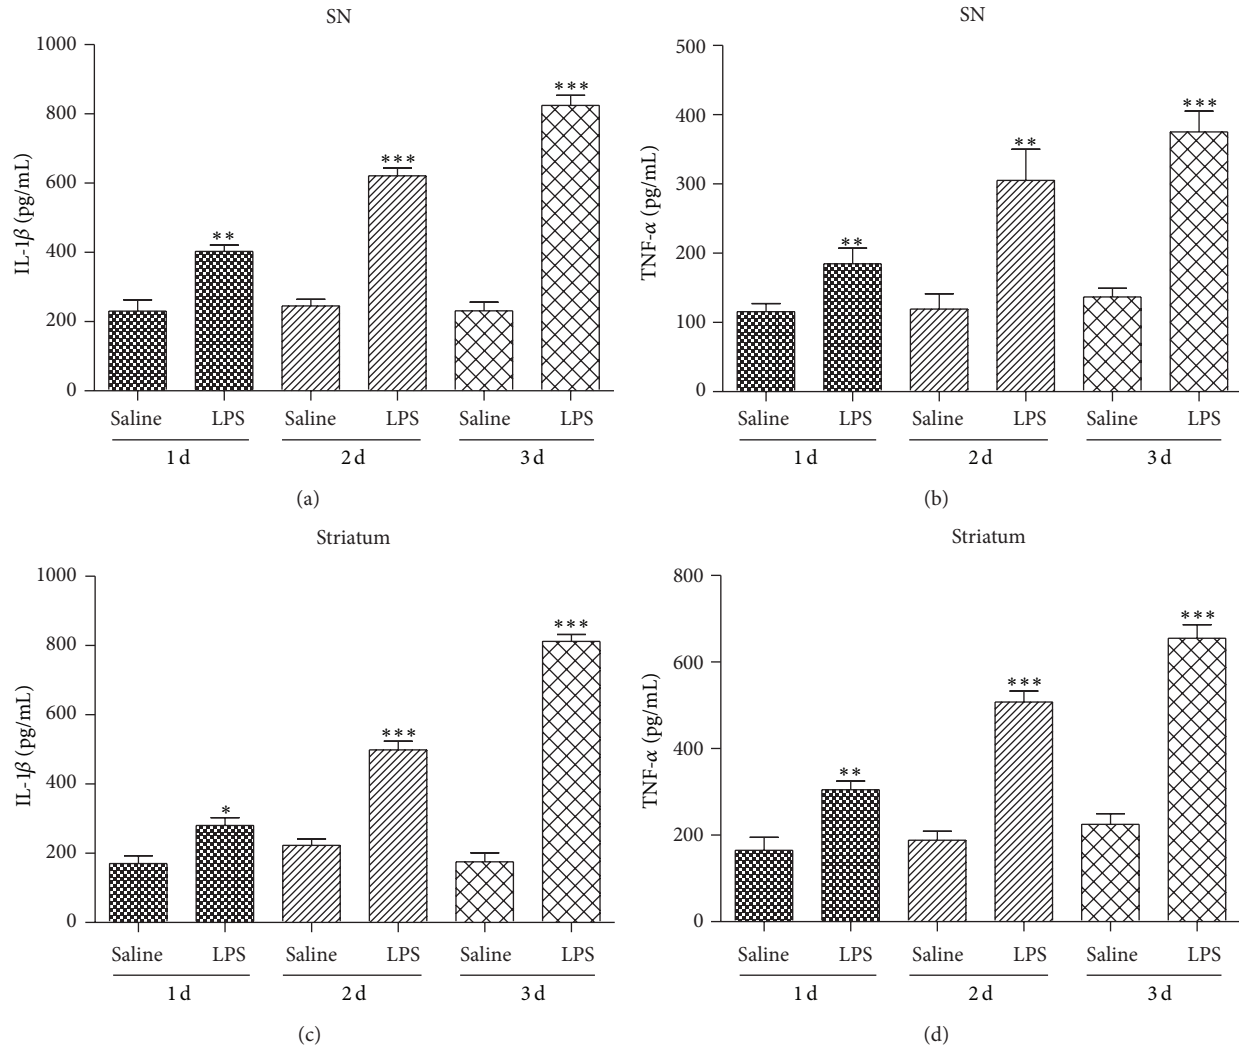 SN
1000
800
600
400
200
0
IL-1β (pg/mL)
**
***
***
Saline LPS Saline LPS Saline LPS
1 d 2 d 3 d
(a)
SN
500
400
300
200
100
0
TNF-α (pg/mL)
**
**
***
Saline LPS Saline LPS Saline LPS
1 d 2 d 3 d
(b)
Striatum
1000
800
600
400
200
0
IL-1β (pg/mL)
*
***
***
Saline LPS Saline LPS Saline LPS
1 d 2 d 3 d
(c)
Striatum
800
600
400
200
0
TNF-α (pg/mL)
**
***
***
Saline LPS Saline LPS Saline LPS
1 d 2 d 3 d
(d)